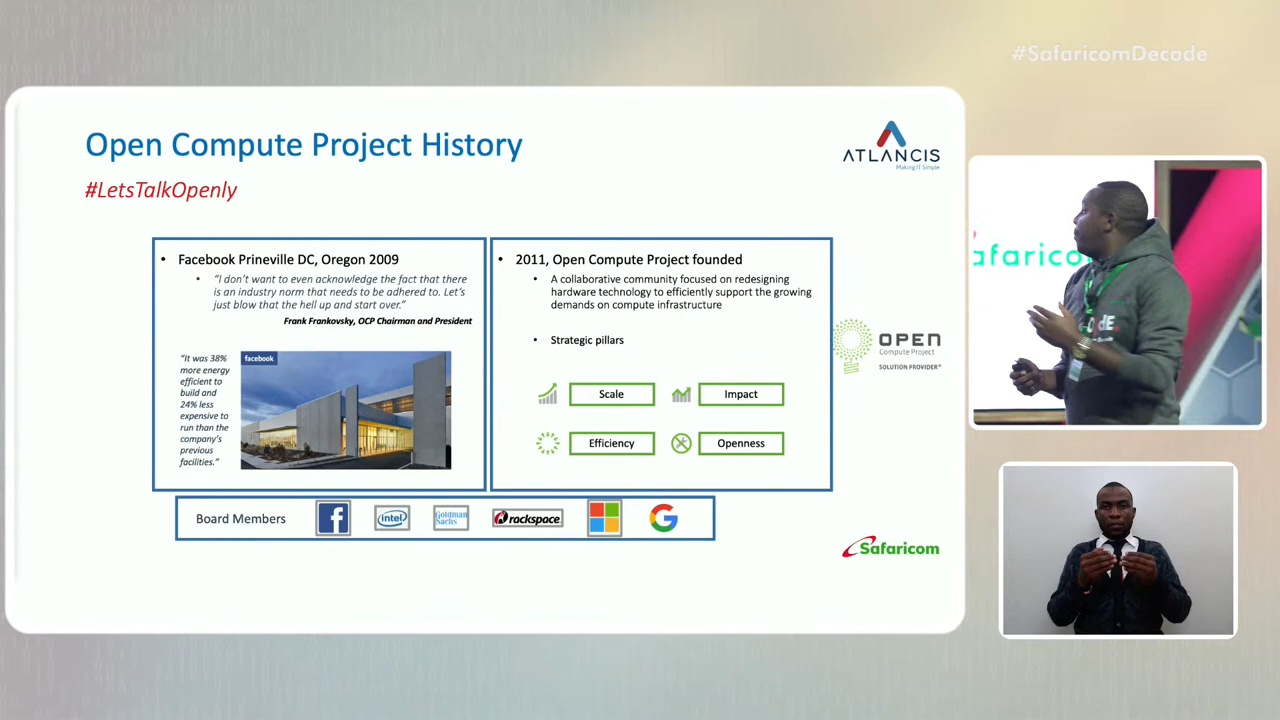 #SafaricomDecode
Open Compute Project History
#LetsTalkOpenly
ATLANCIS
Making IT Simple
• Facebook Prineville DC, Oregon 2009
• "I don't want to even acknowledge the fact that there
is an industry norm that needs to be adhered to. Let's
just blow that the hell up and start over."
Frank Frankovsky, OCP Chairman and President
"It was 38%
more energy
efficient to
build and
24% less
expensive to
run than the
company's
previous
facilities."
facebook
• 2011, Open Compute Project founded
• A collaborative community focused on redesigning
hardware technology to efficiently support the growing
demands on compute infrastructure
• Strategic pillars
Scale
Impact
Efficiency
Openness
OPEN
Compute Project
SOLUTION PROVIDER®
Board Members
f
intel
Goldman
Sachs
rackspace
G
Safaricom
afarico